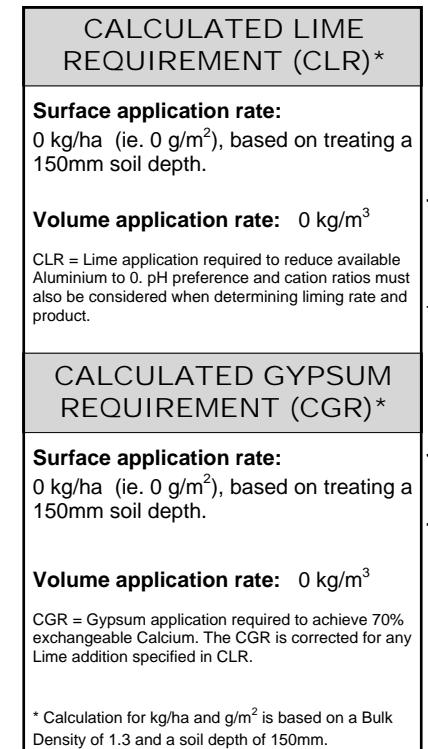 CALCULATED LIME
REQUIREMENT (CLR)*
Surface application rate:
0 kg/ha (ie. 0 g/m²), based on treating a
150mm soil depth.
Volume application rate: 0 kg/m³
CLR = Lime application required to reduce available
Aluminium to 0. pH preference and cation ratios must
also be considered when determining liming rate and
product.
CALCULATED GYPSUM
REQUIREMENT (CGR)*
Surface application rate:
0 kg/ha (ie. 0 g/m²), based on treating a
150mm soil depth.
Volume application rate: 0 kg/m³
CGR = Gypsum application required to achieve 70%
exchangeable Calcium. The CGR is corrected for any
Lime addition specified in CLR.
* Calculation for kg/ha and g/m² is based on a Bulk
Density of 1.3 and a soil depth of 150mm.